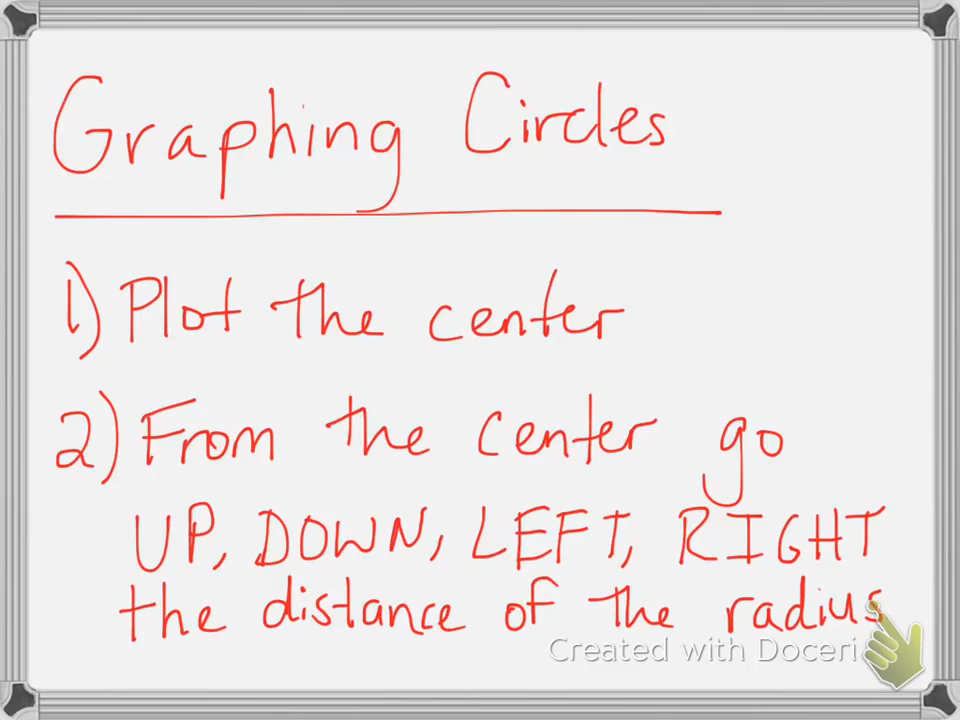 Graphing Circles
1) Plot the center
2) From the center go
UP, DOWN, LEFT, RIGHT
the distance of the radius
Created with Doceri